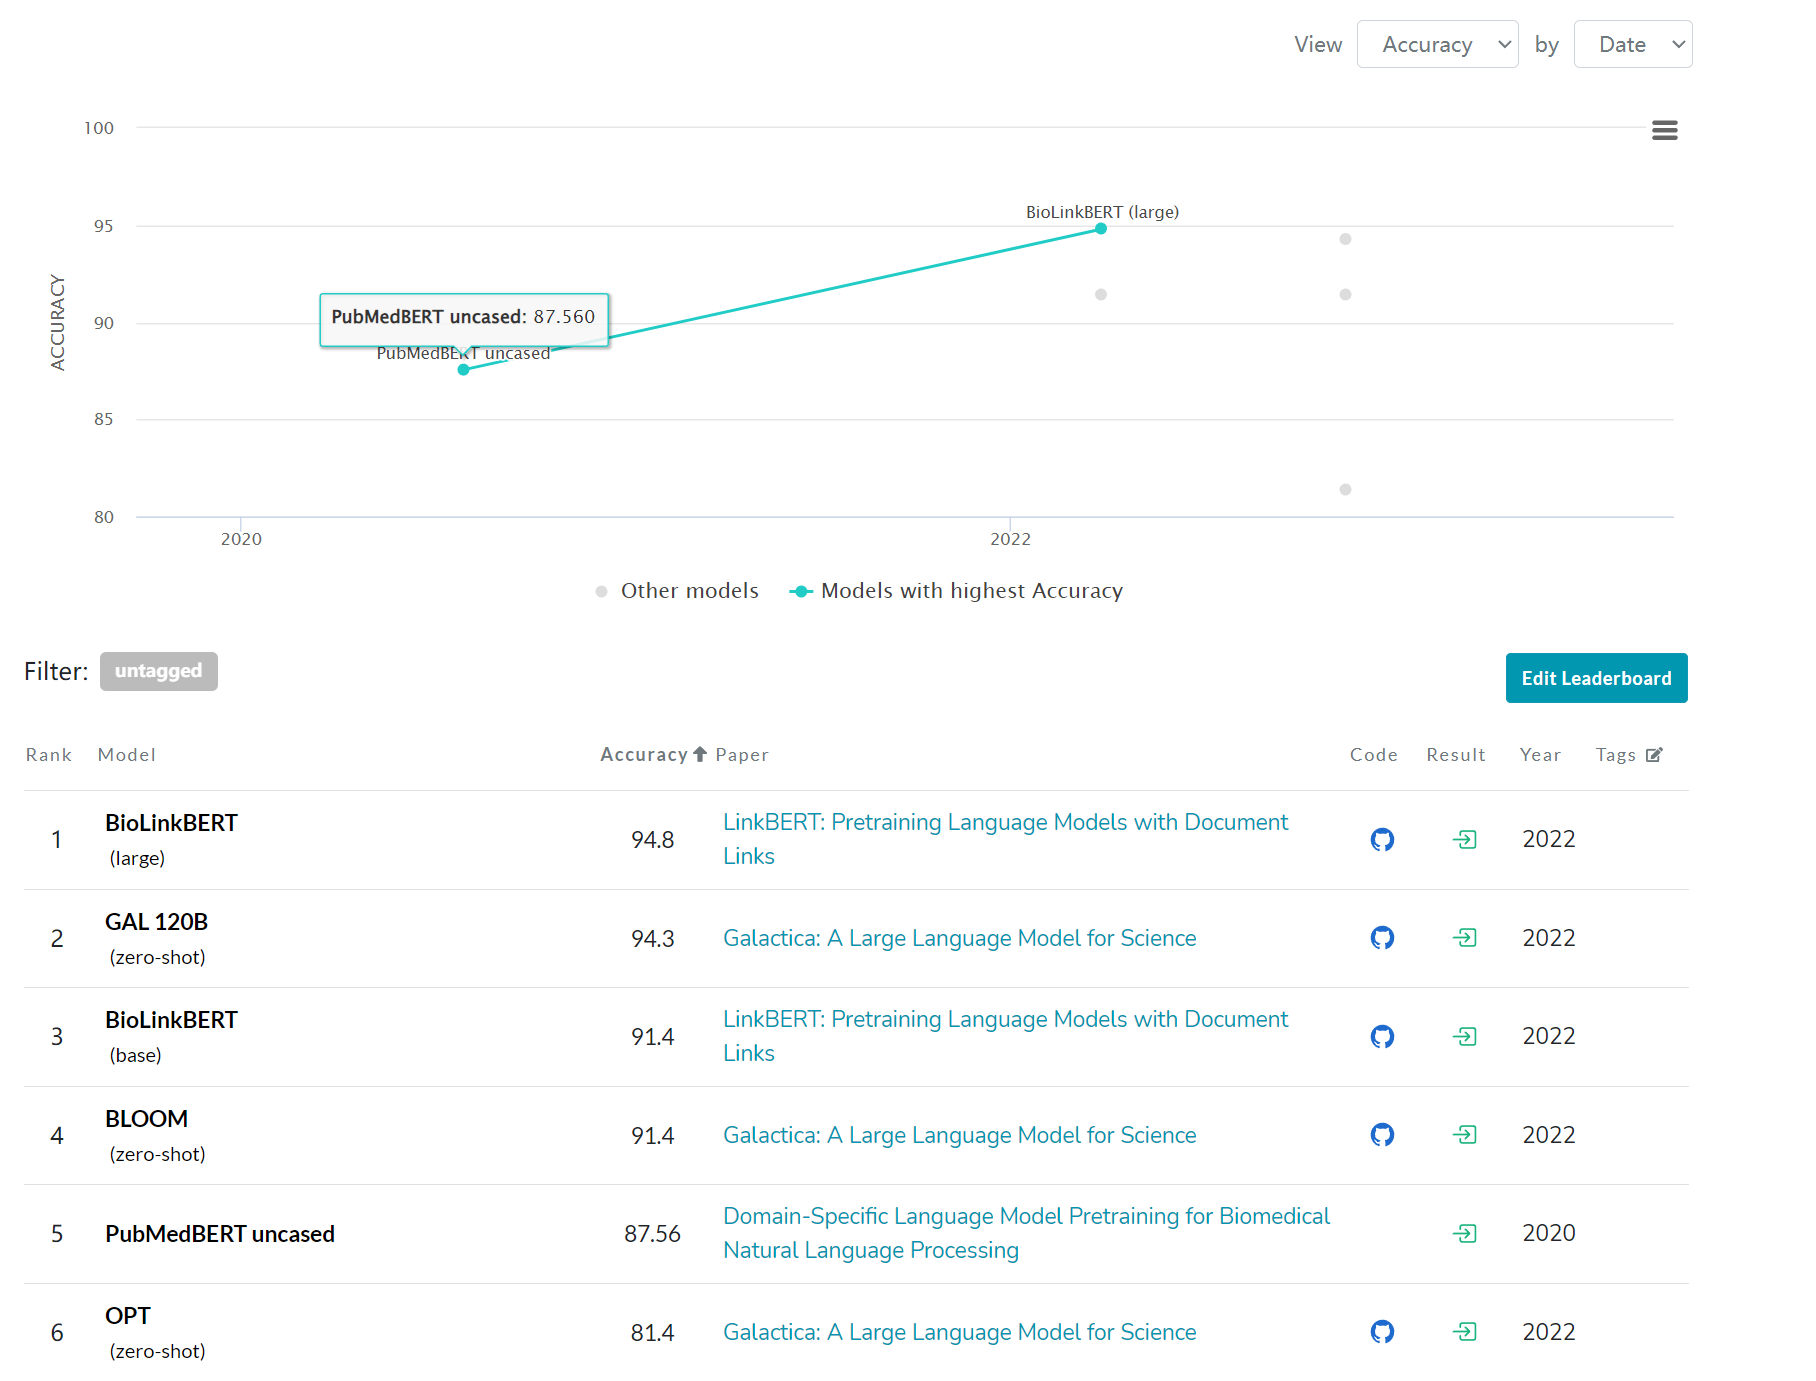 View Accuracy by Date
100
95
90
85
80
ACCURACY
BioLinkBERT (large)
PubMedBERT uncased: 87.560
PubMedBERT uncased
2020 2022
Other models Models with highest Accuracy
Filter: untagged
Edit Leaderboard
Rank Model Accuracy Paper Code Result Year Tags
1 BioLinkBERT (large) 94.8 LinkBERT: Pretraining Language Models with Document Links 2022
2 GAL 120B (zero-shot) 94.3 Galactica: A Large Language Model for Science 2022
3 BioLinkBERT (base) 91.4 LinkBERT: Pretraining Language Models with Document Links 2022
4 BLOOM (zero-shot) 91.4 Galactica: A Large Language Model for Science 2022
5 PubMedBERT uncased 87.56 Domain-Specific Language Model Pretraining for Biomedical Natural Language Processing 2020
6 OPT (zero-shot) 81.4 Galactica: A Large Language Model for Science 2022